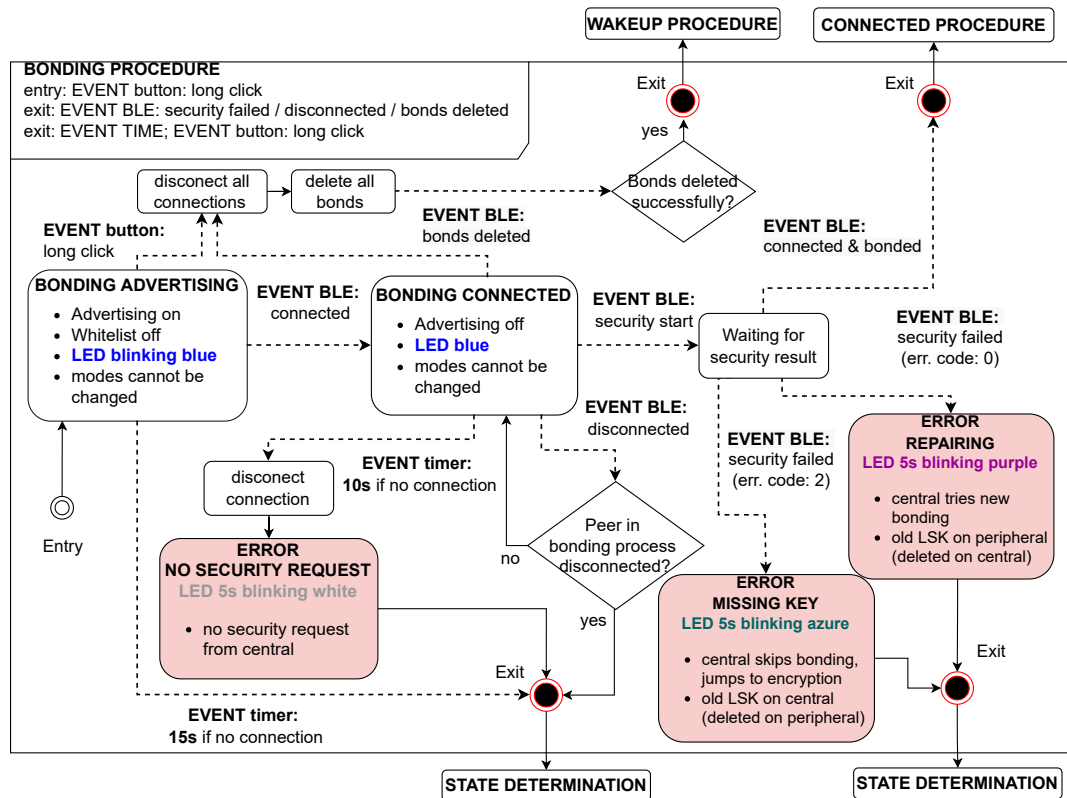 WAKEUP PROCEDURE
CONNECTED PROCEDURE
BONDING PROCEDURE
entry: EVENT button: long click
exit: EVENT BLE: security failed / disconnected / bonds deleted
exit: EVENT TIME; EVENT button: long click
Exit
Exit
yes
disconect all
connections
delete all
bonds
Bonds deleted
successfully?
EVENT button:
long click
EVENT BLE:
bonds deleted
EVENT BLE:
connected & bonded
BONDING ADVERTISING
• Advertising on
• Whitelist off
• LED blinking blue
• modes cannot be
changed
EVENT BLE:
connected
BONDING CONNECTED
• Advertising off
• LED blue
• modes cannot be
changed
EVENT BLE:
security start
Waiting for
security result
EVENT BLE:
security failed
(err. code: 0)
EVENT BLE:
disconnected
EVENT BLE:
security failed
(err. code: 2)
EVENT timer:
10s if no connection
disconect
connection
Entry
Peer in
bonding process
disconnected?
no
yes
ERROR
REPAIRING
LED 5s blinking purple
• central tries new
bonding
• old LSK on peripheral
(deleted on central)
ERROR
NO SECURITY REQUEST
LED 5s blinking white
• no security request
from central
ERROR
MISSING KEY
LED 5s blinking azure
• central skips bonding,
jumps to encryption
• old LSK on central
(deleted on peripheral)
Exit
Exit
EVENT timer:
15s if no connection
STATE DETERMINATION
STATE DETERMINATION